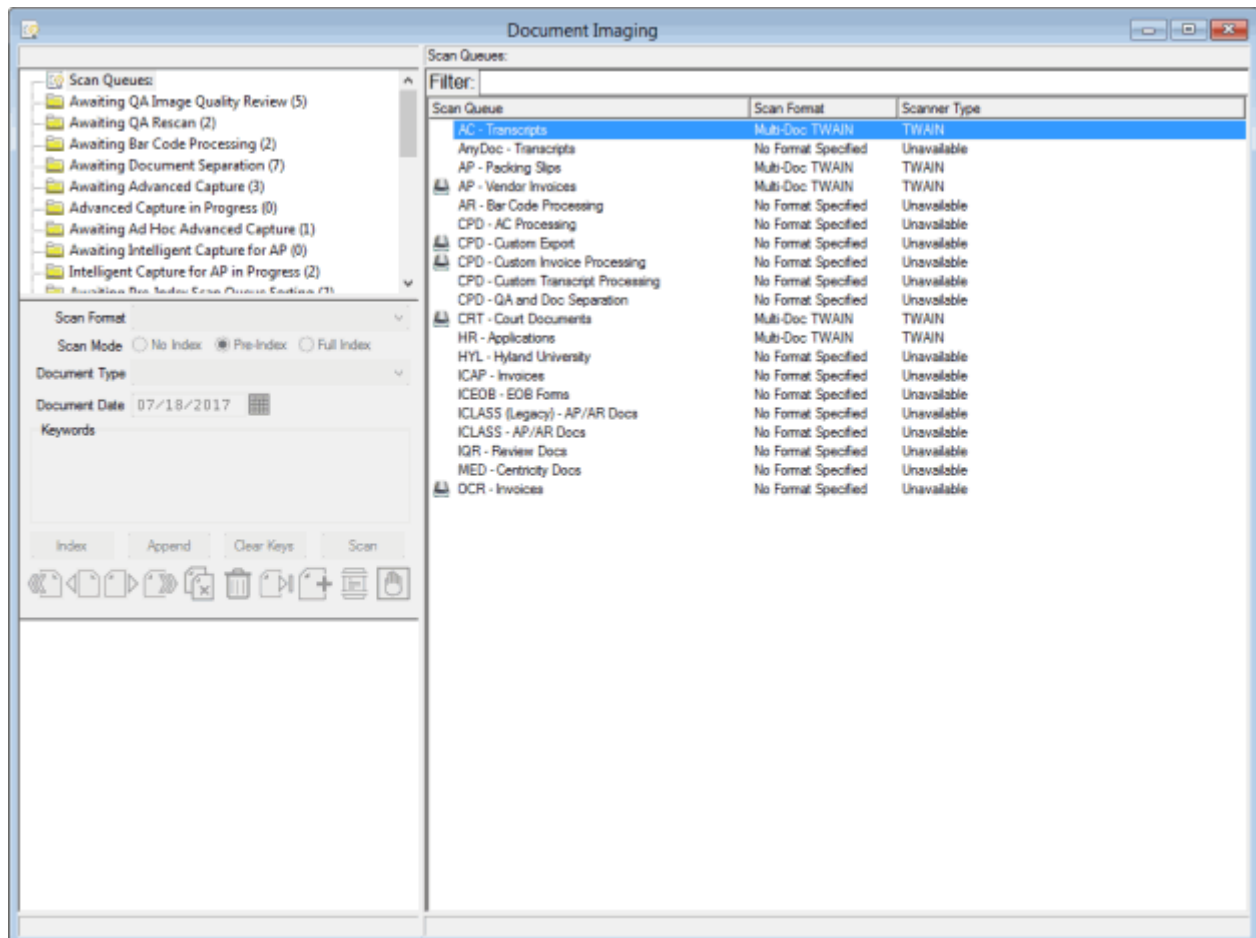 Document Imaging
Scan Queues:
Scan Queues:
Awaiting QA Image Quality Review (5)
Awaiting QA Rescan (2)
Awaiting Bar Code Processing (2)
Awaiting Document Separation (7)
Awaiting Advanced Capture (3)
Advanced Capture in Progress (0)
Awaiting Ad Hoc Advanced Capture (1)
Awaiting Intelligent Capture for AP (0)
Intelligent Capture for AP in Progress (2)
Awaiting Pre-Index Scan Queue Sorting
Scan Format
Scan Mode No Index Pre-Index Full Index
Document Type
Document Date 07/18/2017
Keywords
Index Append Clear Keys Scan
Filter:
Scan Queue Scan Format Scanner Type
AC - Transcripts Multi-Doc TWAIN TWAIN
AnyDoc - Transcripts No Format Specified Unavailable
AP - Packing Slips Multi-Doc TWAIN TWAIN
AP - Vendor Invoices Multi-Doc TWAIN TWAIN
AR - Bar Code Processing No Format Specified Unavailable
CPD - AC Processing No Format Specified Unavailable
CPD - Custom Export No Format Specified Unavailable
CPD - Custom Invoice Processing No Format Specified Unavailable
CPD - Custom Transcript Processing No Format Specified Unavailable
CPD - QA and Doc Separation No Format Specified Unavailable
CRT - Court Documents Multi-Doc TWAIN TWAIN
HR - Applications Multi-Doc TWAIN TWAIN
HYL - Hyland University No Format Specified Unavailable
ICAP - Invoices No Format Specified Unavailable
ICEOB - EOB Forms No Format Specified Unavailable
ICLASS (Legacy) - AP/AR Docs No Format Specified Unavailable
ICLASS - AP/AR Docs No Format Specified Unavailable
IQR - Review Docs No Format Specified Unavailable
MED - Centricity Docs No Format Specified Unavailable
OCR - Invoices No Format Specified Unavailable